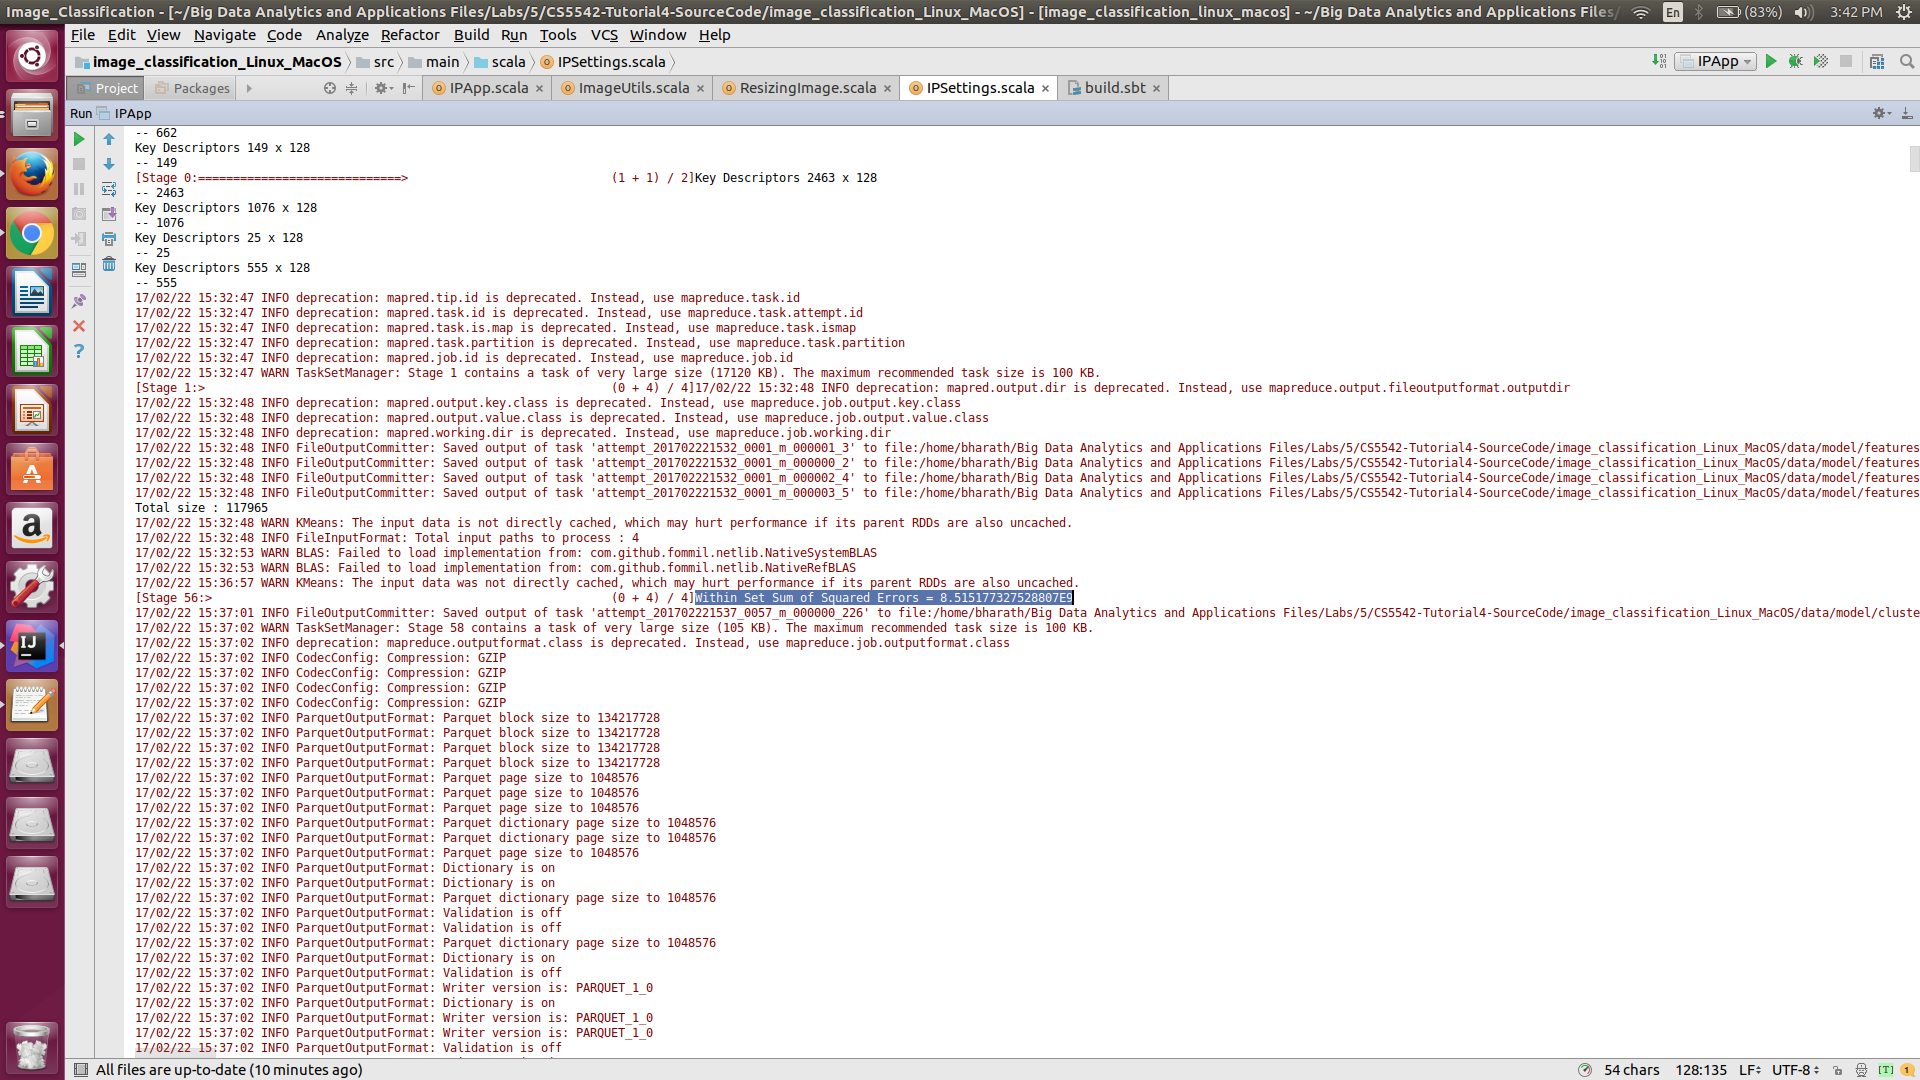 Image_Classification - [~/Big Data Analytics and Applications Files/Labs/5/CS5542-Tutorial4-SourceCode/image_classification_Linux_MacOS] - [image_classification_linux_macos] - ~/Big Data Analytics and Applications Files/
En
(83%)
3:42 PM
File Edit View Navigate Code Analyze Refactor Build Run Tools VCS Window Help
image_classification_Linux_MacOS src main scala IPSettings.scala
IPApp
Project Packages IPApp.scala ImageUtils.scala ResizingImage.scala IPSettings.scala build.sbt
Run IPApp
-- 662
Key Descriptors 149 x 128
-- 149
[Stage 0:=============================> (1 + 1) / 2]Key Descriptors 2463 x 128
-- 2463
Key Descriptors 1076 x 128
-- 1076
Key Descriptors 25 x 128
-- 25
Key Descriptors 555 x 128
-- 555
17/02/22 15:32:47 INFO deprecation: mapred.tip.id is deprecated. Instead, use mapreduce.task.id
17/02/22 15:32:47 INFO deprecation: mapred.task.id is deprecated. Instead, use mapreduce.task.attempt.id
17/02/22 15:32:47 INFO deprecation: mapred.task.is.map is deprecated. Instead, use mapreduce.task.ismap
17/02/22 15:32:47 INFO deprecation: mapred.task.partition is deprecated. Instead, use mapreduce.task.partition
17/02/22 15:32:47 INFO deprecation: mapred.job.id is deprecated. Instead, use mapreduce.job.id
17/02/22 15:32:47 WARN TaskSetManager: Stage 1 contains a task of very large size (17120 KB). The maximum recommended task size is 100 KB.
[Stage 1:> (0 + 4) / 4]17/02/22 15:32:48 INFO deprecation: mapred.output.dir is deprecated. Instead, use mapreduce.output.fileoutputformat.outputdir
17/02/22 15:32:48 INFO deprecation: mapred.output.key.class is deprecated. Instead, use mapreduce.job.output.key.class
17/02/22 15:32:48 INFO deprecation: mapred.output.value.class is deprecated. Instead, use mapreduce.job.output.value.class
17/02/22 15:32:48 INFO deprecation: mapred.working.dir is deprecated. Instead, use mapreduce.job.working.dir
17/02/22 15:32:48 INFO FileOutputCommitter: Saved output of task 'attempt_201702221532_0001_m_000001_3' to file:/home/bharath/Big Data Analytics and Applications Files/Labs/5/CS5542-Tutorial4-SourceCode/image_classification_Linux_MacOS/data/model/features
17/02/22 15:32:48 INFO FileOutputCommitter: Saved output of task 'attempt_201702221532_0001_m_000000_2' to file:/home/bharath/Big Data Analytics and Applications Files/Labs/5/CS5542-Tutorial4-SourceCode/image_classification_Linux_MacOS/data/model/features
17/02/22 15:32:48 INFO FileOutputCommitter: Saved output of task 'attempt_201702221532_0001_m_000002_4' to file:/home/bharath/Big Data Analytics and Applications Files/Labs/5/CS5542-Tutorial4-SourceCode/image_classification_Linux_MacOS/data/model/features
17/02/22 15:32:48 INFO FileOutputCommitter: Saved output of task 'attempt_201702221532_0001_m_000003_5' to file:/home/bharath/Big Data Analytics and Applications Files/Labs/5/CS5542-Tutorial4-SourceCode/image_classification_Linux_MacOS/data/model/features
Total size : 117965
17/02/22 15:32:48 WARN KMeans: The input data is not directly cached, which may hurt performance if its parent RDDs are also uncached.
17/02/22 15:32:48 INFO FileInputFormat: Total input paths to process : 4
17/02/22 15:32:53 WARN BLAS: Failed to load implementation from: com.github.fommil.netlib.NativeSystemBLAS
17/02/22 15:32:53 WARN BLAS: Failed to load implementation from: com.github.fommil.netlib.NativeRefBLAS
17/02/22 15:36:57 WARN KMeans: The input data was not directly cached, which may hurt performance if its parent RDDs are also uncached.
[Stage 56:> (0 + 4) / 4]Within Set Sum of Squared Errors = 8.515177327528807E9
17/02/22 15:37:01 INFO FileOutputCommitter: Saved output of task 'attempt_201702221537_0057_m_000000_226' to file:/home/bharath/Big Data Analytics and Applications Files/Labs/5/CS5542-Tutorial4-SourceCode/image_classification_Linux_MacOS/data/model/cluste
17/02/22 15:37:02 WARN TaskSetManager: Stage 58 contains a task of very large size (105 KB). The maximum recommended task size is 100 KB.
17/02/22 15:37:02 INFO deprecation: mapreduce.outputformat.class is deprecated. Instead, use mapreduce.job.outputformat.class
17/02/22 15:37:02 INFO CodecConfig: Compression: GZIP
17/02/22 15:37:02 INFO CodecConfig: Compression: GZIP
17/02/22 15:37:02 INFO CodecConfig: Compression: GZIP
17/02/22 15:37:02 INFO CodecConfig: Compression: GZIP
17/02/22 15:37:02 INFO ParquetOutputFormat: Parquet block size to 134217728
17/02/22 15:37:02 INFO ParquetOutputFormat: Parquet block size to 134217728
17/02/22 15:37:02 INFO ParquetOutputFormat: Parquet block size to 134217728
17/02/22 15:37:02 INFO ParquetOutputFormat: Parquet block size to 134217728
17/02/22 15:37:02 INFO ParquetOutputFormat: Parquet page size to 1048576
17/02/22 15:37:02 INFO ParquetOutputFormat: Parquet page size to 1048576
17/02/22 15:37:02 INFO ParquetOutputFormat: Parquet page size to 1048576
17/02/22 15:37:02 INFO ParquetOutputFormat: Parquet dictionary page size to 1048576
17/02/22 15:37:02 INFO ParquetOutputFormat: Parquet dictionary page size to 1048576
17/02/22 15:37:02 INFO ParquetOutputFormat: Parquet page size to 1048576
17/02/22 15:37:02 INFO ParquetOutputFormat: Dictionary is on
17/02/22 15:37:02 INFO ParquetOutputFormat: Dictionary is on
17/02/22 15:37:02 INFO ParquetOutputFormat: Parquet dictionary page size to 1048576
17/02/22 15:37:02 INFO ParquetOutputFormat: Validation is off
17/02/22 15:37:02 INFO ParquetOutputFormat: Validation is off
17/02/22 15:37:02 INFO ParquetOutputFormat: Parquet dictionary page size to 1048576
17/02/22 15:37:02 INFO ParquetOutputFormat: Dictionary is on
17/02/22 15:37:02 INFO ParquetOutputFormat: Validation is off
17/02/22 15:37:02 INFO ParquetOutputFormat: Writer version is: PARQUET_1_0
17/02/22 15:37:02 INFO ParquetOutputFormat: Dictionary is on
17/02/22 15:37:02 INFO ParquetOutputFormat: Writer version is: PARQUET_1_0
17/02/22 15:37:02 INFO ParquetOutputFormat: Writer version is: PARQUET_1_0
17/02/22 15:37:02 INFO ParquetOutputFormat: Validation is off
All files are up-to-date (10 minutes ago)
54 chars 128:135 LF UTF-8 [T] 1